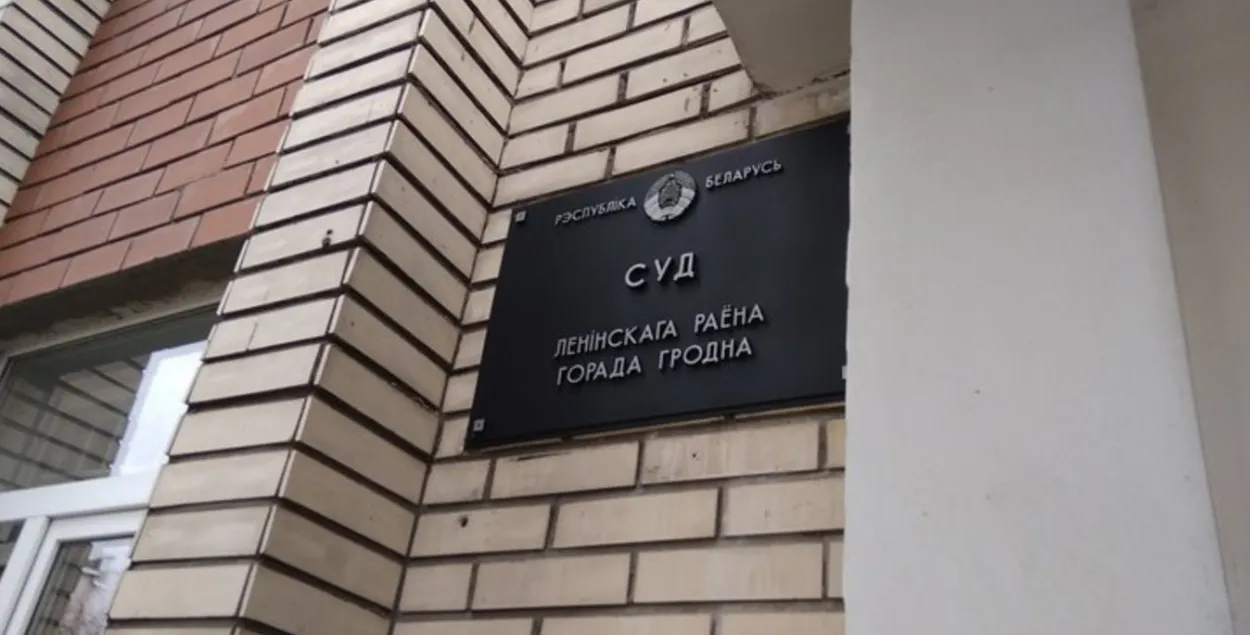 РЭСПУБЛІКА БЕЛАРУСЬ
СУД
ЛЕНІНСКАГА РАЁНА
ГОРАДА ГРОДНА